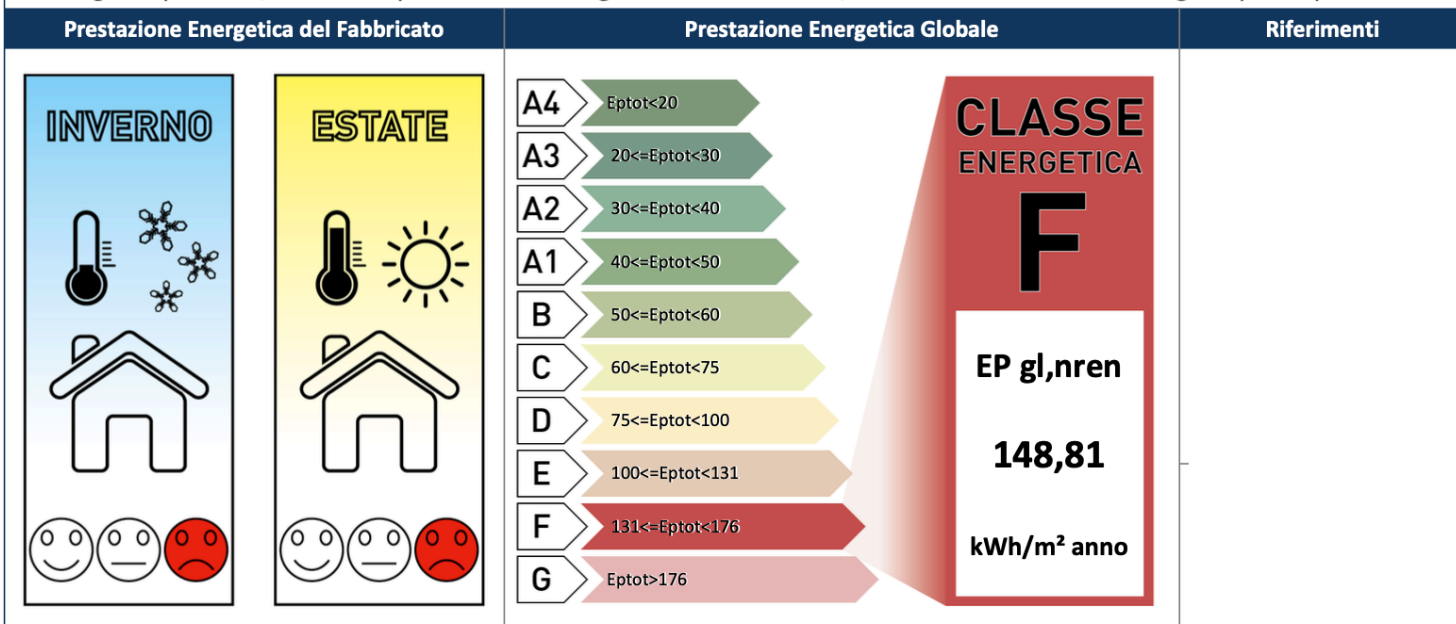 Prestazione Energetica del Fabbricato
Prestazione Energetica Globale
Riferimenti
INVERNO
ESTATE
A4 Eptot<20
A3 20<=Eptot<30
A2 30<=Eptot<40
A1 40<=Eptot<50
B 50<=Eptot<60
C 60<=Eptot<75
D 75<=Eptot<100
E 100<=Eptot<131
F 131<=Eptot<176
G Eptot>176
CLASSE
ENERGETICA
F
EP gl,nren
148,81
kWh/m² anno